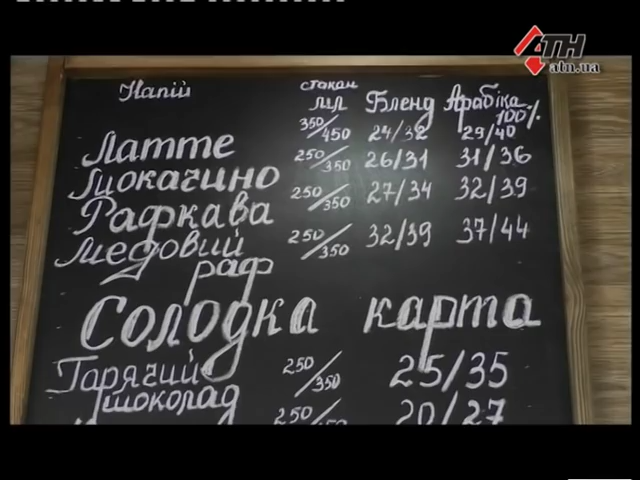 АТН
atn.ua
Напій стакан мл Бленд Арабіка 100%
Латте 350/450 24/32 29/40
Мокачино 250/350 26/31 31/36
Рафкава 250/350 27/34 32/39
Медовий раф 250/350 32/39 37/44
Солодка карта
Гарячий шоколад 250/350 25/35
250/ 20/27